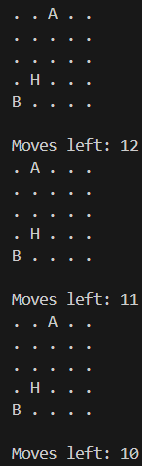 . . A . .
. . . . .
. . . . .
. H . . .
B . . . .
Moves left: 12
. A . . .
. . . . .
. . . . .
. H . . .
B . . . .
Moves left: 11
. . A . .
. . . . .
. . . . .
. H . . .
B . . . .
Moves left: 10